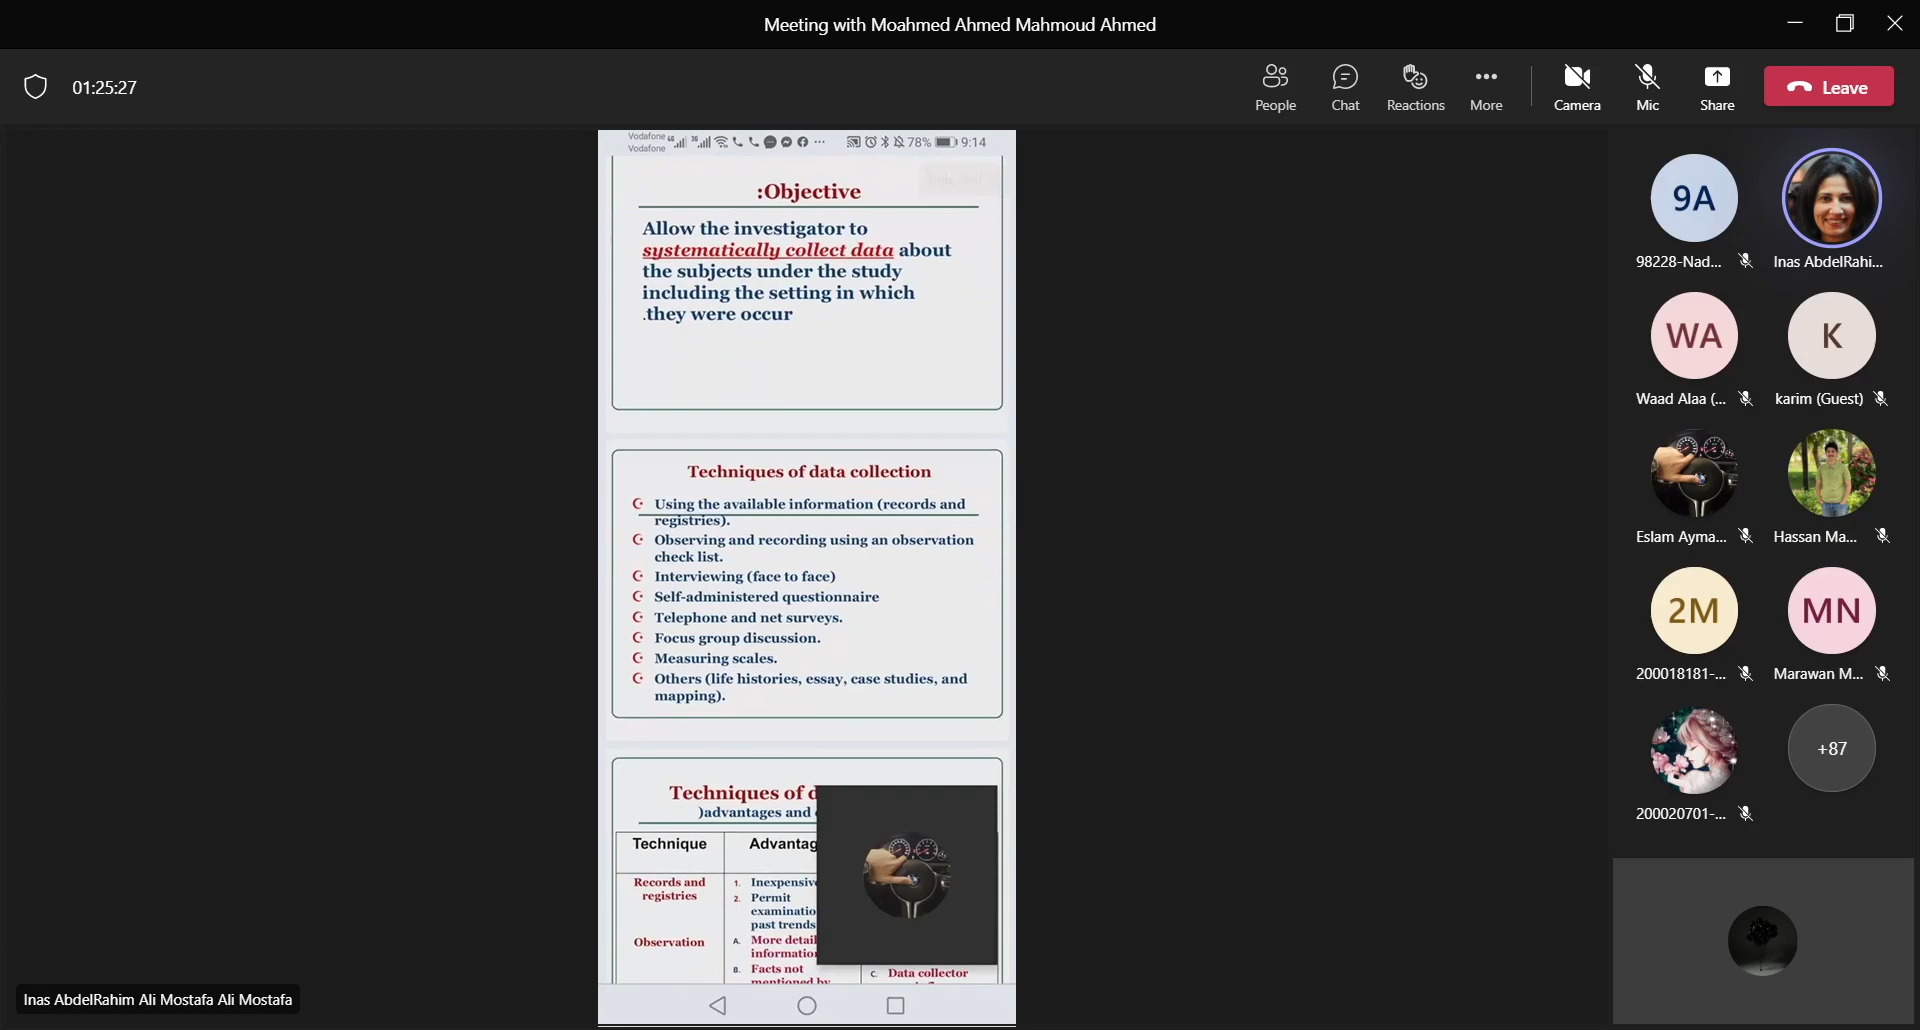 Meeting with Moahmed Ahmed Mahmoud Ahmed
01:25:27
People
Chat
Reactions
More
Camera
Mic
Share
Leave
Vodafone 4G 3G
Vodafone
78% 9:14
:Objective
Allow the investigator to
systematically collect data about
the subjects under the study
including the setting in which
.they were occur
Techniques of data collection
Using the available information (records and
registries).
Observing and recording using an observation
check list.
Interviewing (face to face)
Self-administered questionnaire
Telephone and net surveys.
Focus group discussion.
Measuring scales.
Others (life histories, essay, case studies, and
mapping).
Techniques of d
)advantages and
Technique
Advantag
Records and
registries
1. Inexpensiv
2. Permit
examinatio
past trends
Observation
A. More detail
information
B. Facts not
mentioned by
C. Data collector
9A
98228-Nad...
Inas AbdelRahi...
WA
Waad Alaa (...
K
karim (Guest)
Eslam Ayma...
Hassan Ma...
2M
200018181-...
MN
Marawan M...
200020701-...
+87
Inas AbdelRahim Ali Mostafa Ali Mostafa